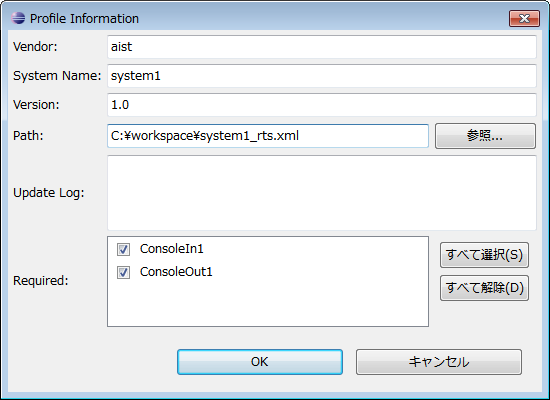 Profile Information
Vendor: aist
System Name: system1
Version: 1.0
Path: C:¥workspace¥system1_rts.xml 参照...
Update Log:
Required:
ConsoleIn1
ConsoleOut1
すべて選択(S)
すべて解除(D)
OK キャンセル